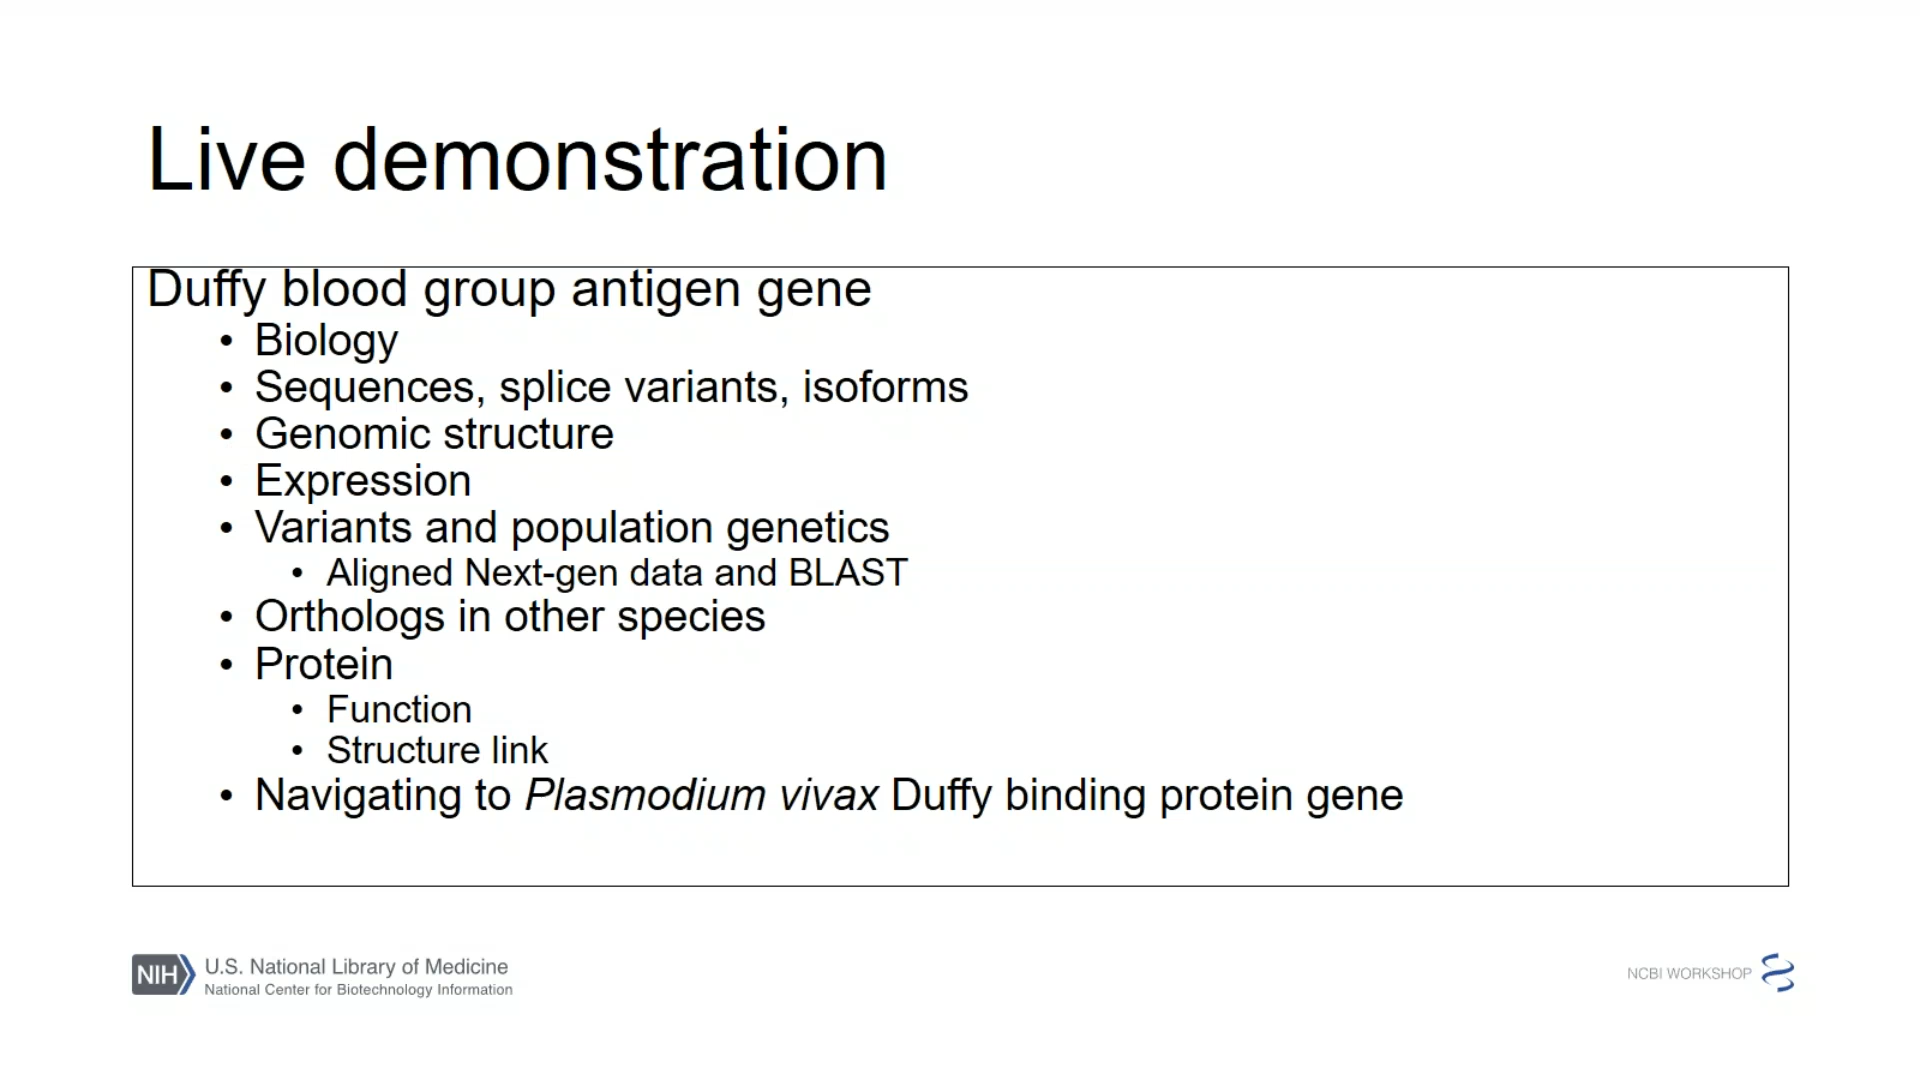 Live demonstration
Duffy blood group antigen gene
• Biology
• Sequences, splice variants, isoforms
• Genomic structure
• Expression
• Variants and population genetics
• Aligned Next-gen data and BLAST
• Orthologs in other species
• Protein
• Function
• Structure link
• Navigating to Plasmodium vivax Duffy binding protein gene
NIH
U.S. National Library of Medicine
National Center for Biotechnology Information
NCBI WORKSHOP